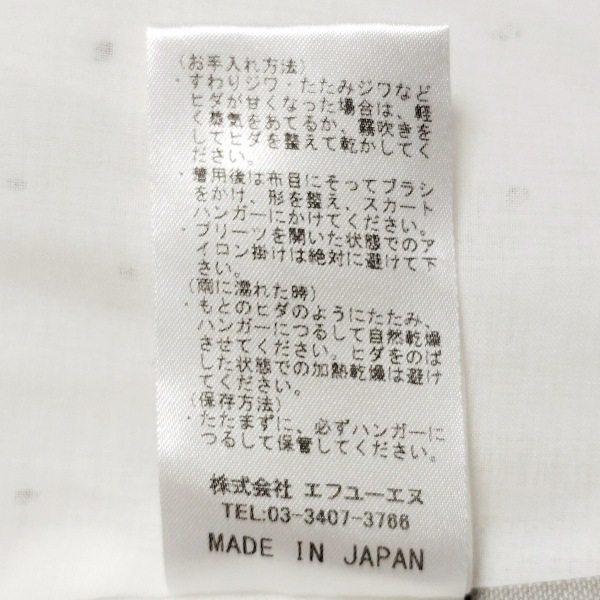 (お手入れ方法)
・すわりジワ・たたみジワなど
ヒダが甘くなった場合は、軽
く蒸気をあてるか、霧吹きを
してヒダを整えて乾かしてく
ださい。
・着用後は布目にそってブラシ
をかけ、形を整え、スカート
ハンガーにかけてください。
・プリーツを開いた状態でのア
イロン掛けは絶対に避けて下
さい。
(雨に濡れた時)
・もとのヒダのようにたたみ、
ハンガーにつるして自然乾燥
させてください。ヒダをのば
した状態での加熱乾燥は避け
てください。
(保存方法)
・たたまずに、必ずハンガーに
つるして保管してください。
株式会社 エフユーエヌ
TEL:03-3407-3766
MADE IN JAPAN